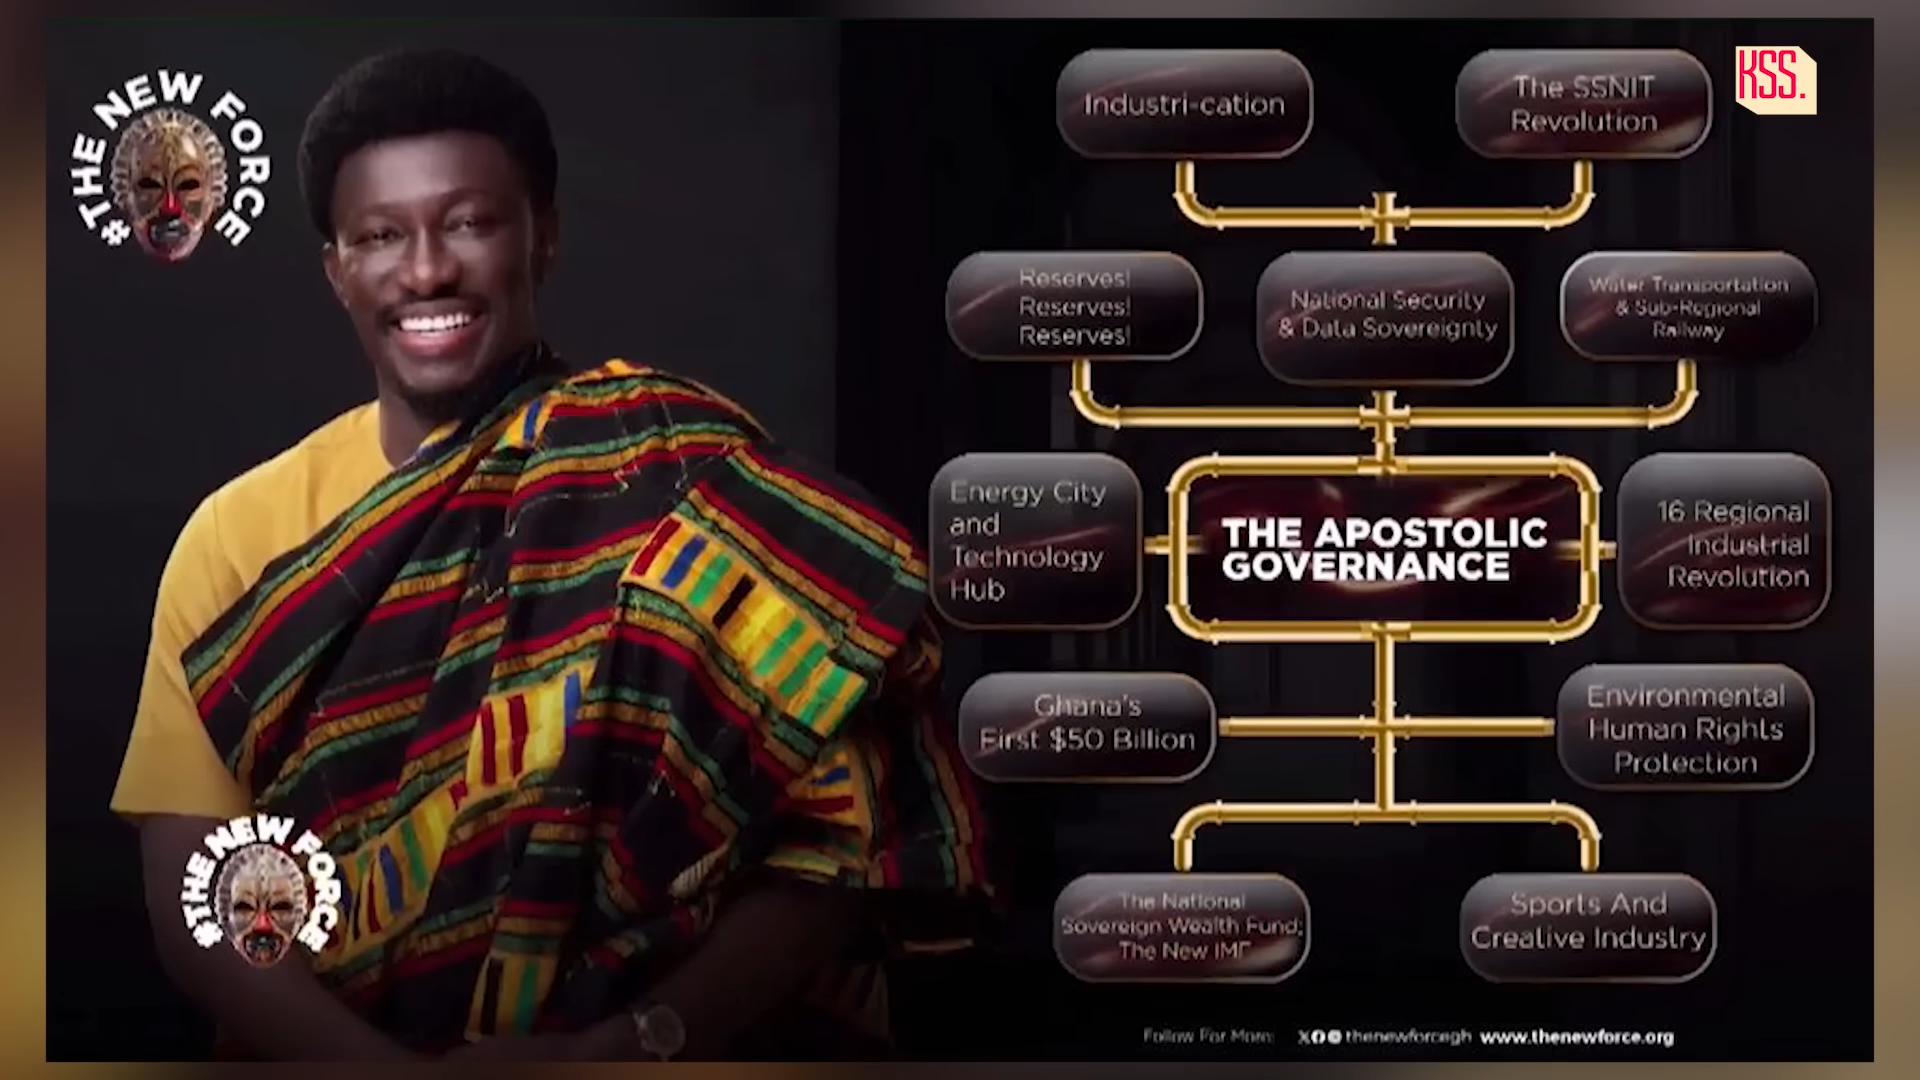 #THE NEW FORCE
KSS.
Industri-cation
The SSNIT
Revolution
Reserves!
Reserves!
Reserves!
National Security
& Data Sovereignty
Water Transportation
& Sub-Regional
Railway
Energy City
and
Technology
Hub
THE APOSTOLIC
GOVERNANCE
16 Regional
Industrial
Revolution
Ghana's
First $50 Billion
Environmental
Human Rights
Protection
#THE NEW FORCE
The National
Sovereign Wealth Fund;
The New IMF
Sports And
Creative Industry
Follow For More: thenewforcegh www.thenewforce.org